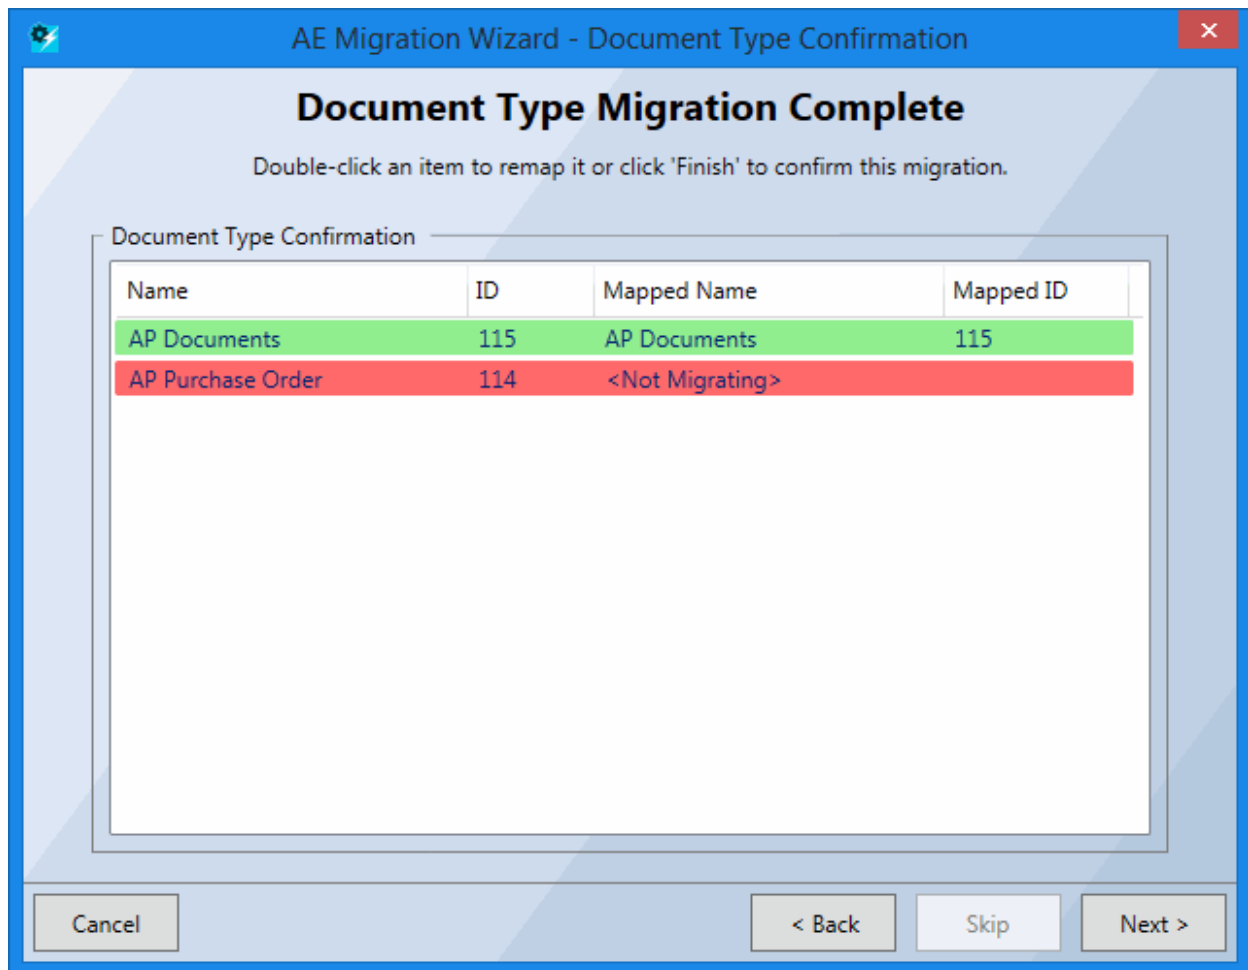 AE Migration Wizard - Document Type Confirmation
Document Type Migration Complete
Double-click an item to remap it or click 'Finish' to confirm this migration.
Document Type Confirmation
Name ID Mapped Name Mapped ID
AP Documents 115 AP Documents 115
AP Purchase Order 114 <Not Migrating>
Cancel < Back Skip Next >